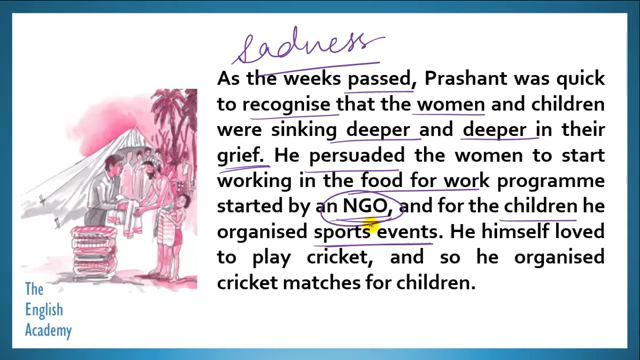 sadness
As the weeks passed, Prashant was quick
to recognise that the women and children
were sinking deeper and deeper in their
grief. He persuaded the women to start
working in the food for work programme
started by an NGO, and for the children he
organised sports events. He himself loved
to play cricket, and so he organised
cricket matches for children.
The
English
Academy